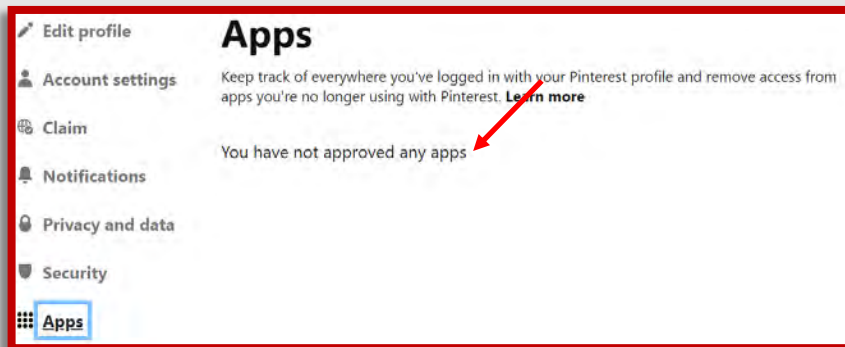 Edit profile
Account settings
Claim
Notifications
Privacy and data
Security
Apps
Apps
Keep track of everywhere you've logged in with your Pinterest profile and remove access from
apps you're no longer using with Pinterest. Learn more
You have not approved any apps